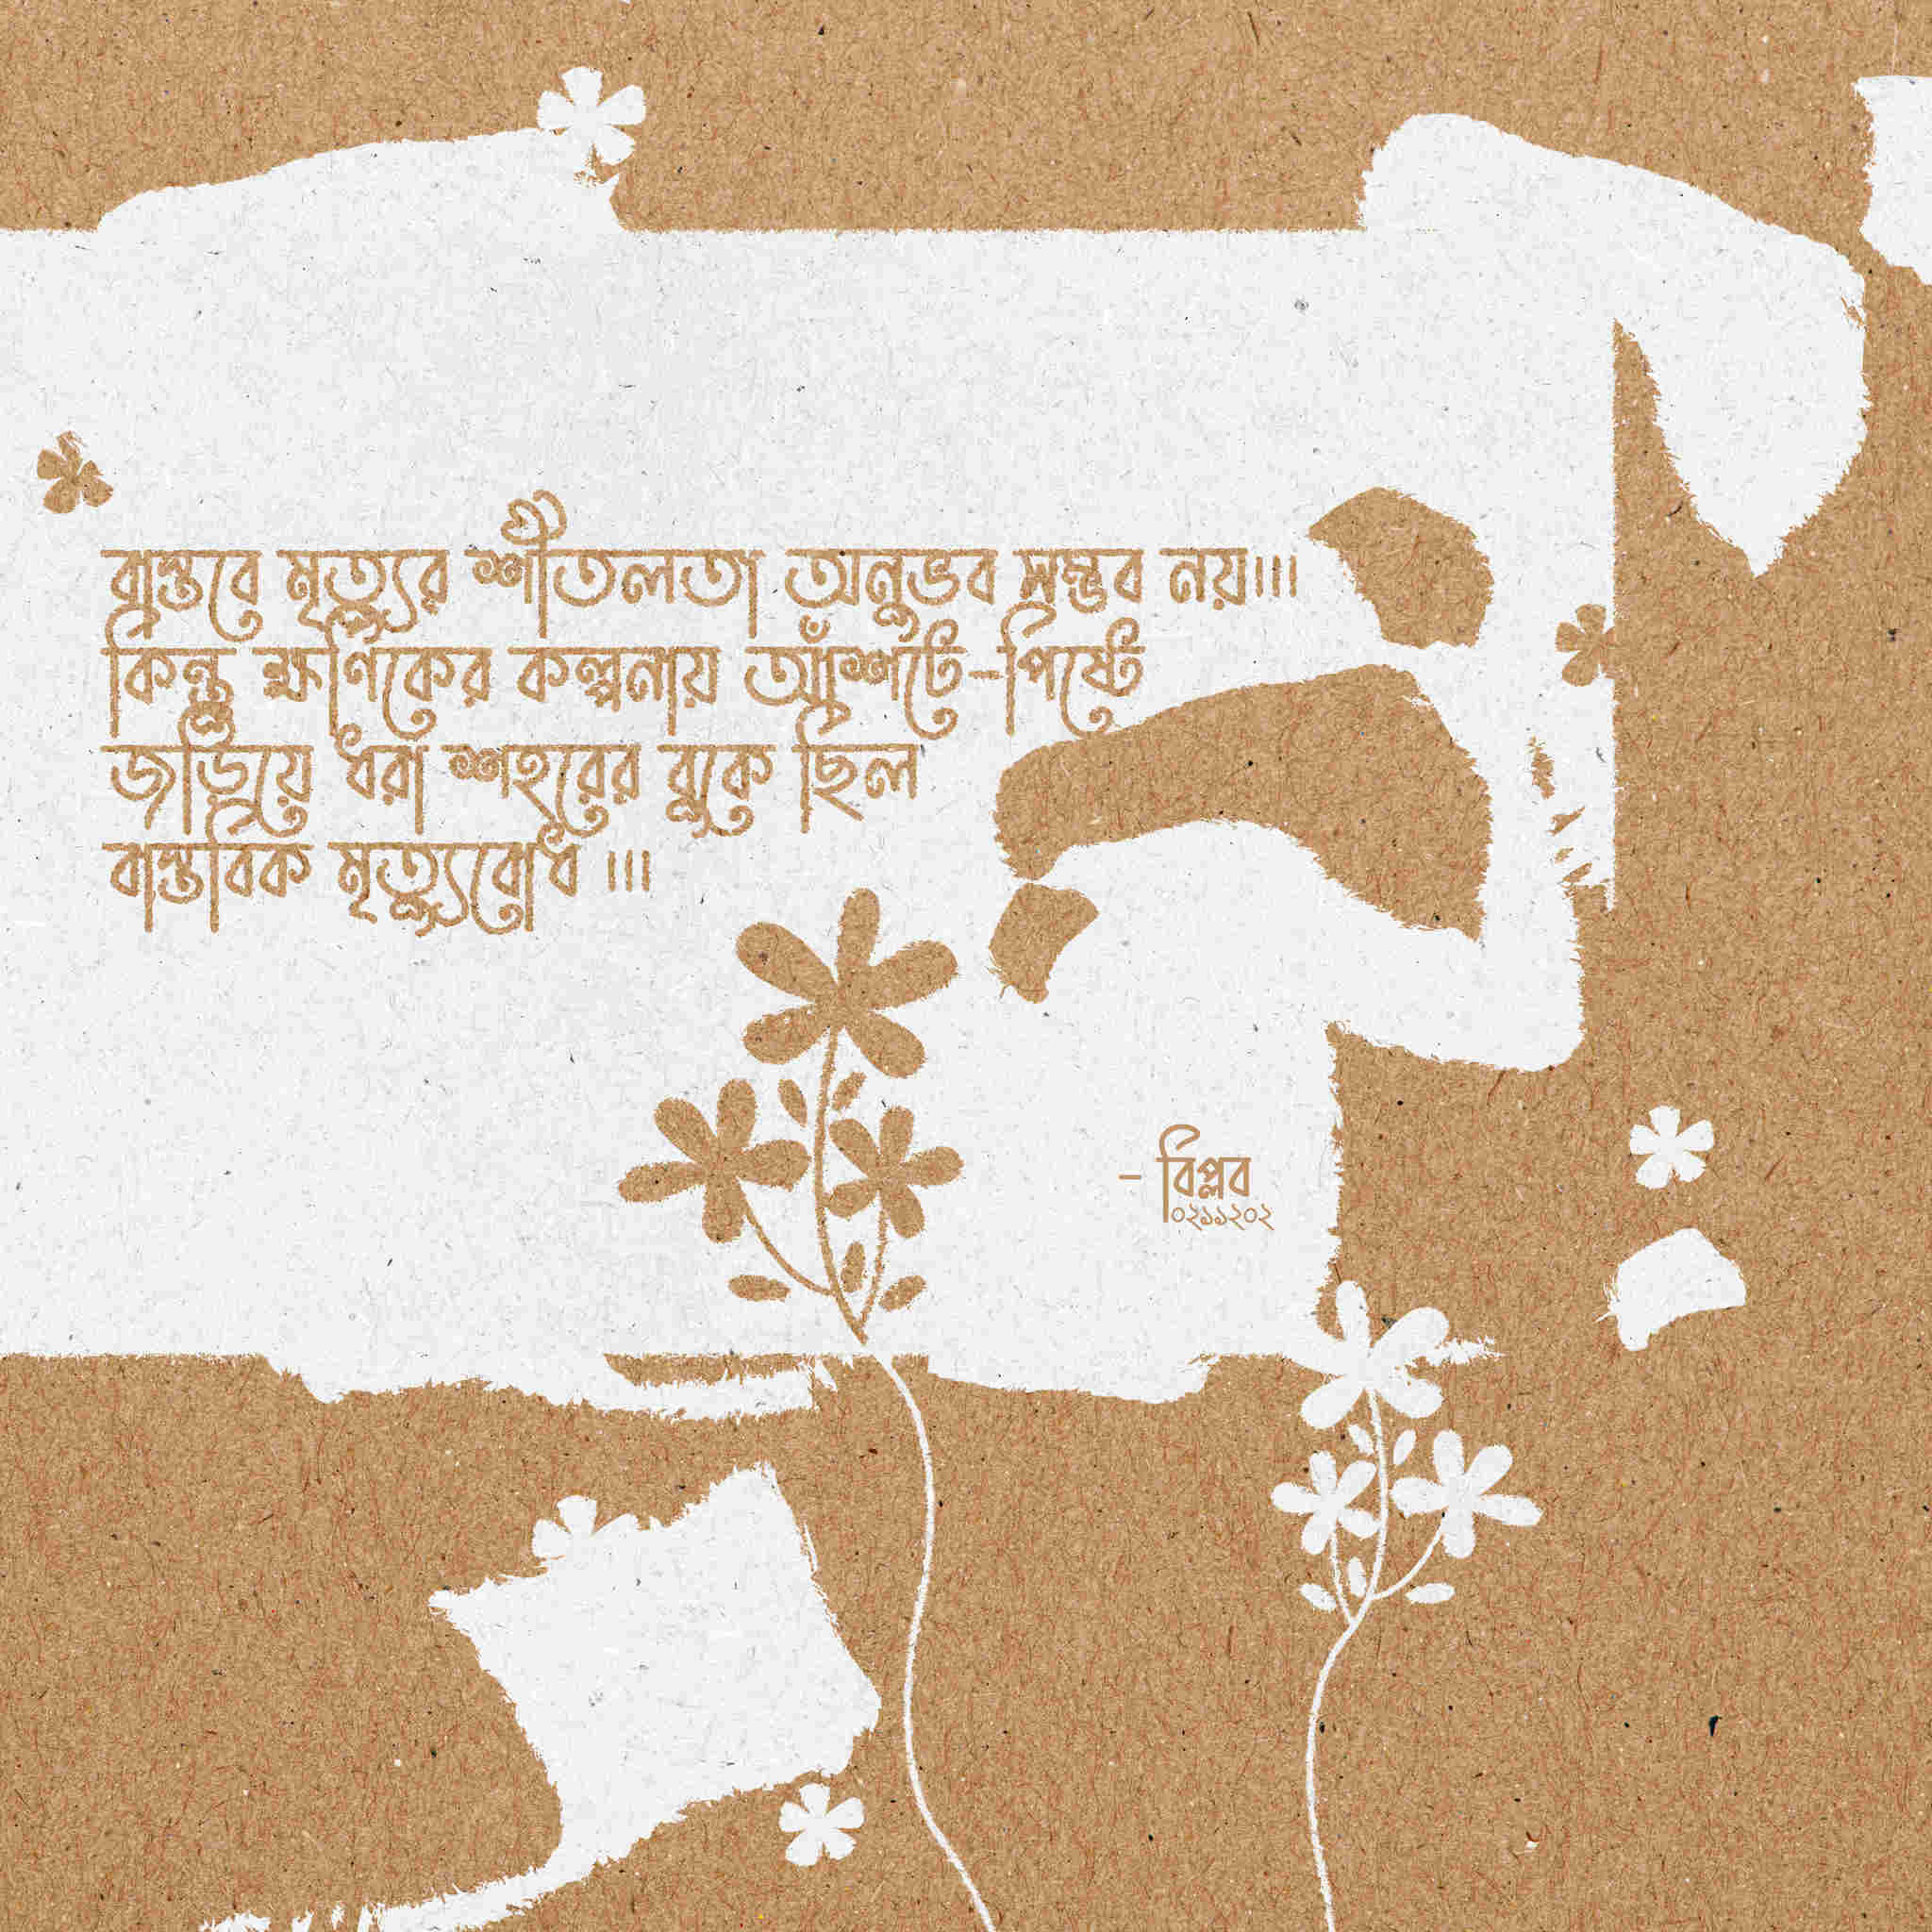 বাস্তবে মৃত্যুর শীতলতা অনুভব সম্ভব নয়!!!
কিন্তু ক্ষণিকের কল্পনায় আঁশটে-পিষ্টে
জড়িয়ে ধরা শহরের বুকে ছিল
বাস্তবিক মৃত্যুবোধ !!!
- বিপ্লব
০২১১২০২